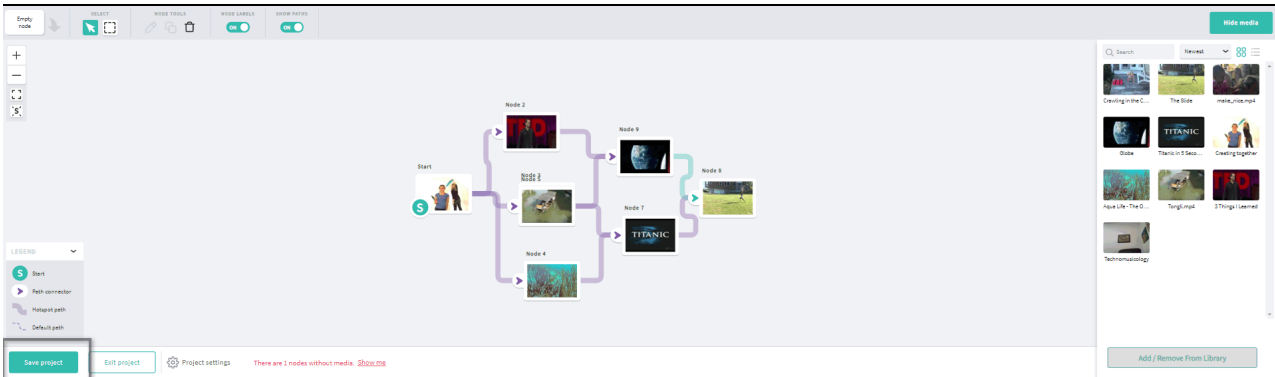 Empty
node
SELECT
NODE TOOLS
NODE LABELS
SHOW PATHS
ON
ON
Hide media
Search
Newest
Crawling in the C...
The Slide
make_nice.mp4
Globe
Titanic in 5 Seco...
Creating together
Aqua Life - The G...
Tongli.mp4
3 Things I Learned
Technomusicology
TITANIC
Start
S
Node 2
Node 3
Node 5
Node 4
Node 9
Node 7
TITANIC
Node 8
LEGEND
S
Start
Path connector
Hotspot path
Default path
Save project
Exit project
Project settings
There are 1 nodes without media. Show me
Add / Remove From Library